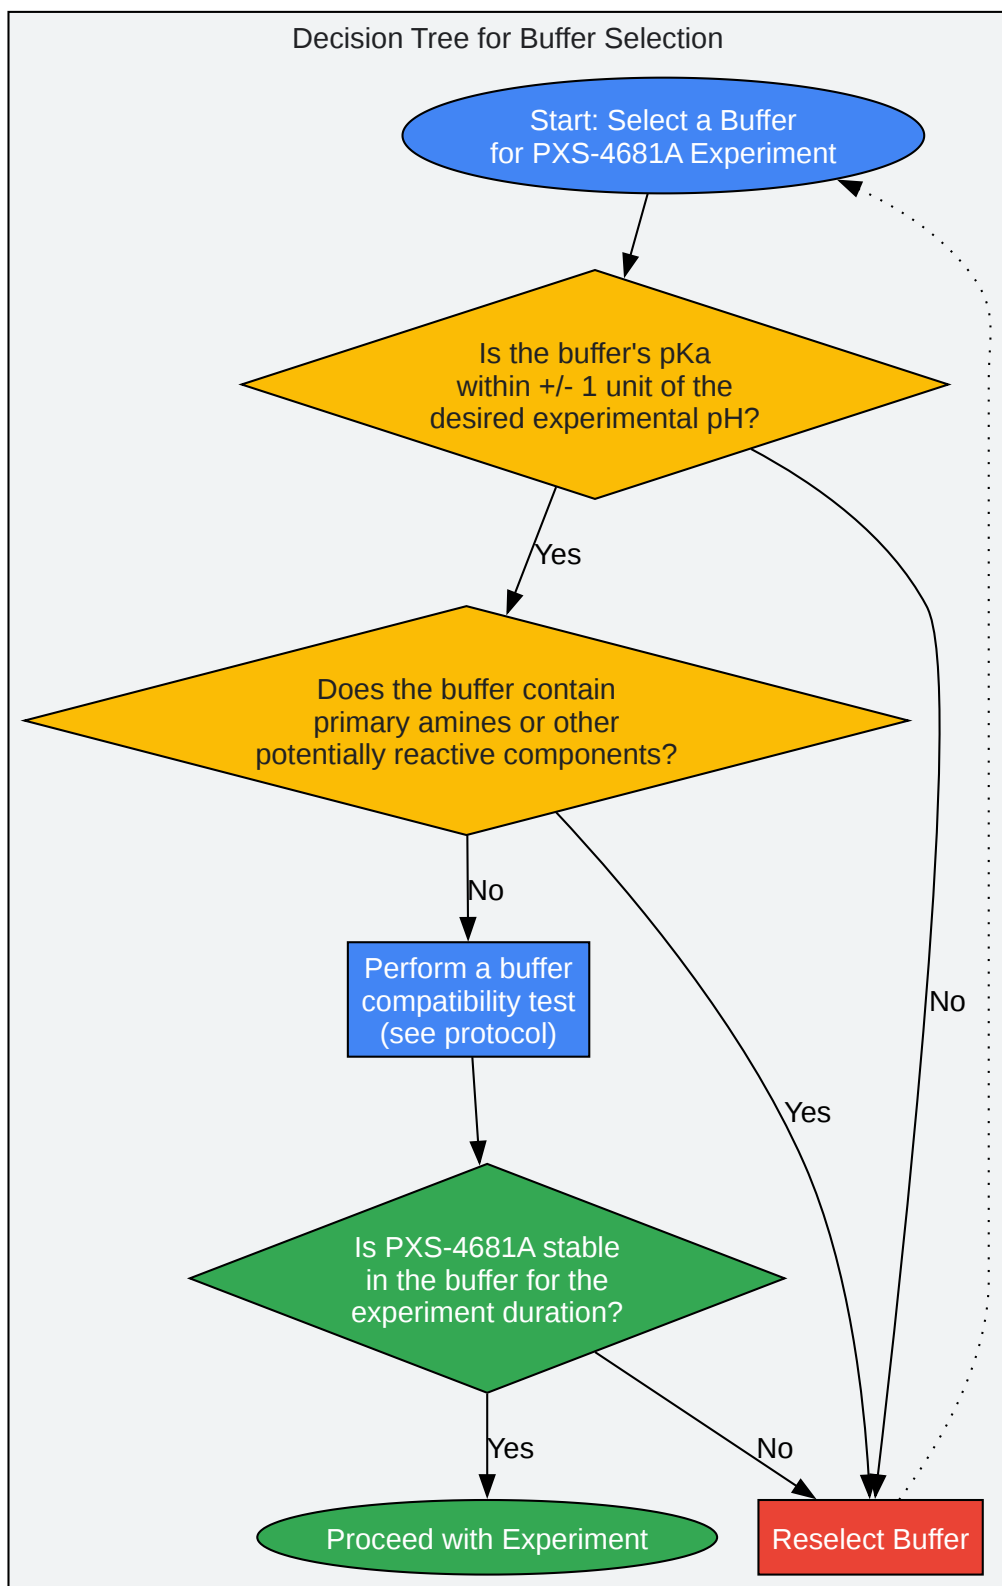 Decision Tree for Buffer Selection
Start: Select a Buffer
for PXS-4681A Experiment
Is the buffer's pKa
within +/- 1 unit of the
desired experimental pH?
Yes
Does the buffer contain
primary amines or other
potentially reactive components?
No
Perform a buffer
compatibility test
(see protocol)
No
Yes
Is PXS-4681A stable
in the buffer for the
experiment duration?
Yes
No
Proceed with Experiment
Reselect Buffer